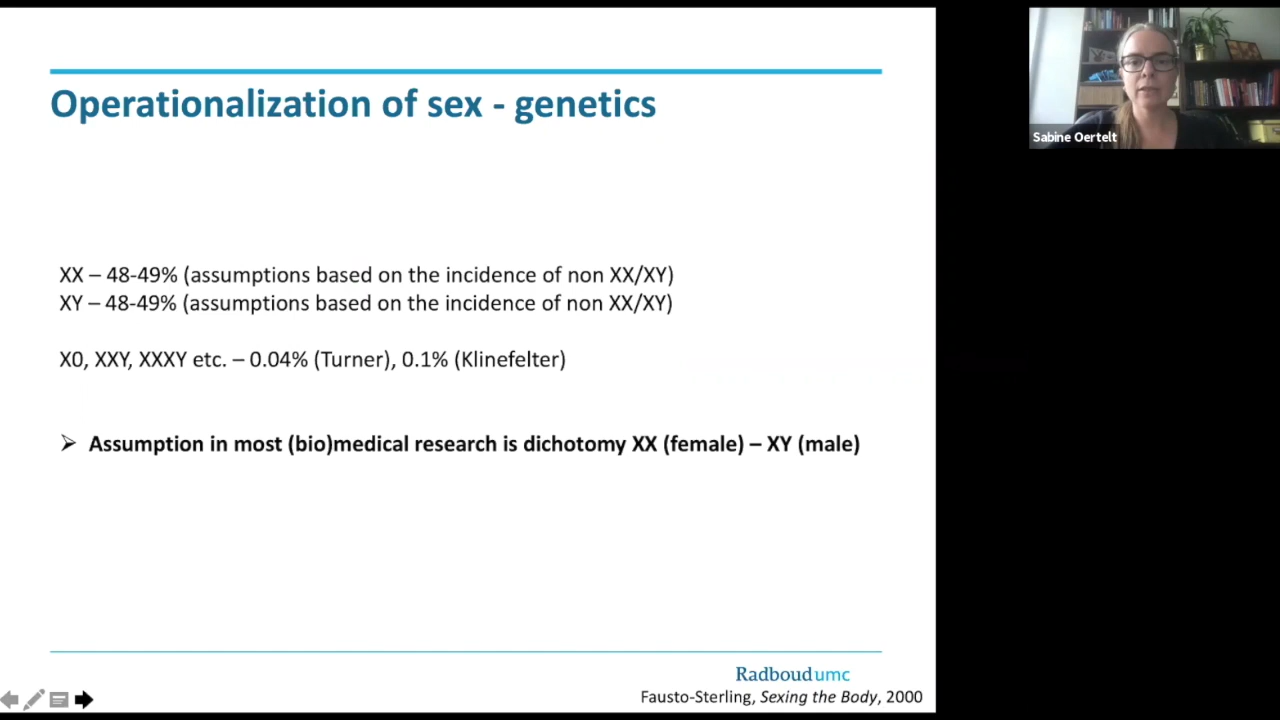 Operationalization of sex - genetics
Sabine Oertelt
XX – 48-49% (assumptions based on the incidence of non XX/XY)
XY – 48-49% (assumptions based on the incidence of non XX/XY)
X0, XXY, XXXY etc. – 0.04% (Turner), 0.1% (Klinefelter)
➢ Assumption in most (bio)medical research is dichotomy XX (female) – XY (male)
Radboudumc
Fausto-Sterling, Sexing the Body, 2000